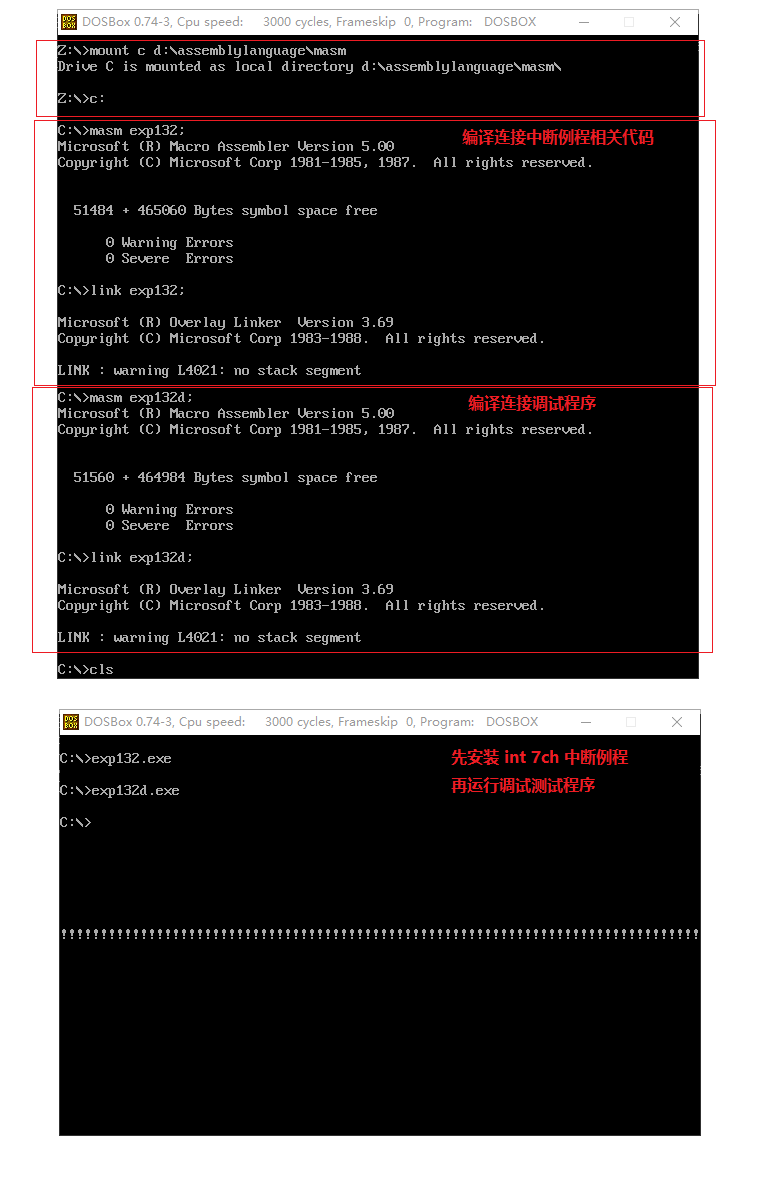 DOSBox 0.74-3, Cpu speed: 3000 cycles, Frameskip 0, Program: DOSBOX
Z:\>mount c d:\assemblylanguage\masm
Drive C is mounted as local directory d:\assemblylanguage\masm\
Z:\>c:
C:\>masm exp132;
编译连接中断例程相关代码
Microsoft (R) Macro Assembler Version 5.00
Copyright (C) Microsoft Corp 1981-1985, 1987.  All rights reserved.
51484 + 465060 Bytes symbol space free
0 Warning Errors
0 Severe  Errors
C:\>link exp132;
Microsoft (R) Overlay Linker  Version 3.69
Copyright (C) Microsoft Corp 1983-1988.  All rights reserved.
LINK : warning L4021: no stack segment
C:\>masm exp132d;
编译连接调试程序
Microsoft (R) Macro Assembler Version 5.00
Copyright (C) Microsoft Corp 1981-1985, 1987.  All rights reserved.
51560 + 464984 Bytes symbol space free
0 Warning Errors
0 Severe  Errors
C:\>link exp132d;
Microsoft (R) Overlay Linker  Version 3.69
Copyright (C) Microsoft Corp 1983-1988.  All rights reserved.
LINK : warning L4021: no stack segment
C:\>cls
DOSBox 0.74-3, Cpu speed: 3000 cycles, Frameskip 0, Program: DOSBOX
C:\>exp132.exe
先安装 int 7ch 中断例程
再运行调试测试程序
C:\>exp132d.exe
C:\>
!!!!!!!!!!!!!!!!!!!!!!!!!!!!!!!!!!!!!!!!!!!!!!!!!!!!!!!!!!!!!!!!!!!!!!!!!!!!!!!!